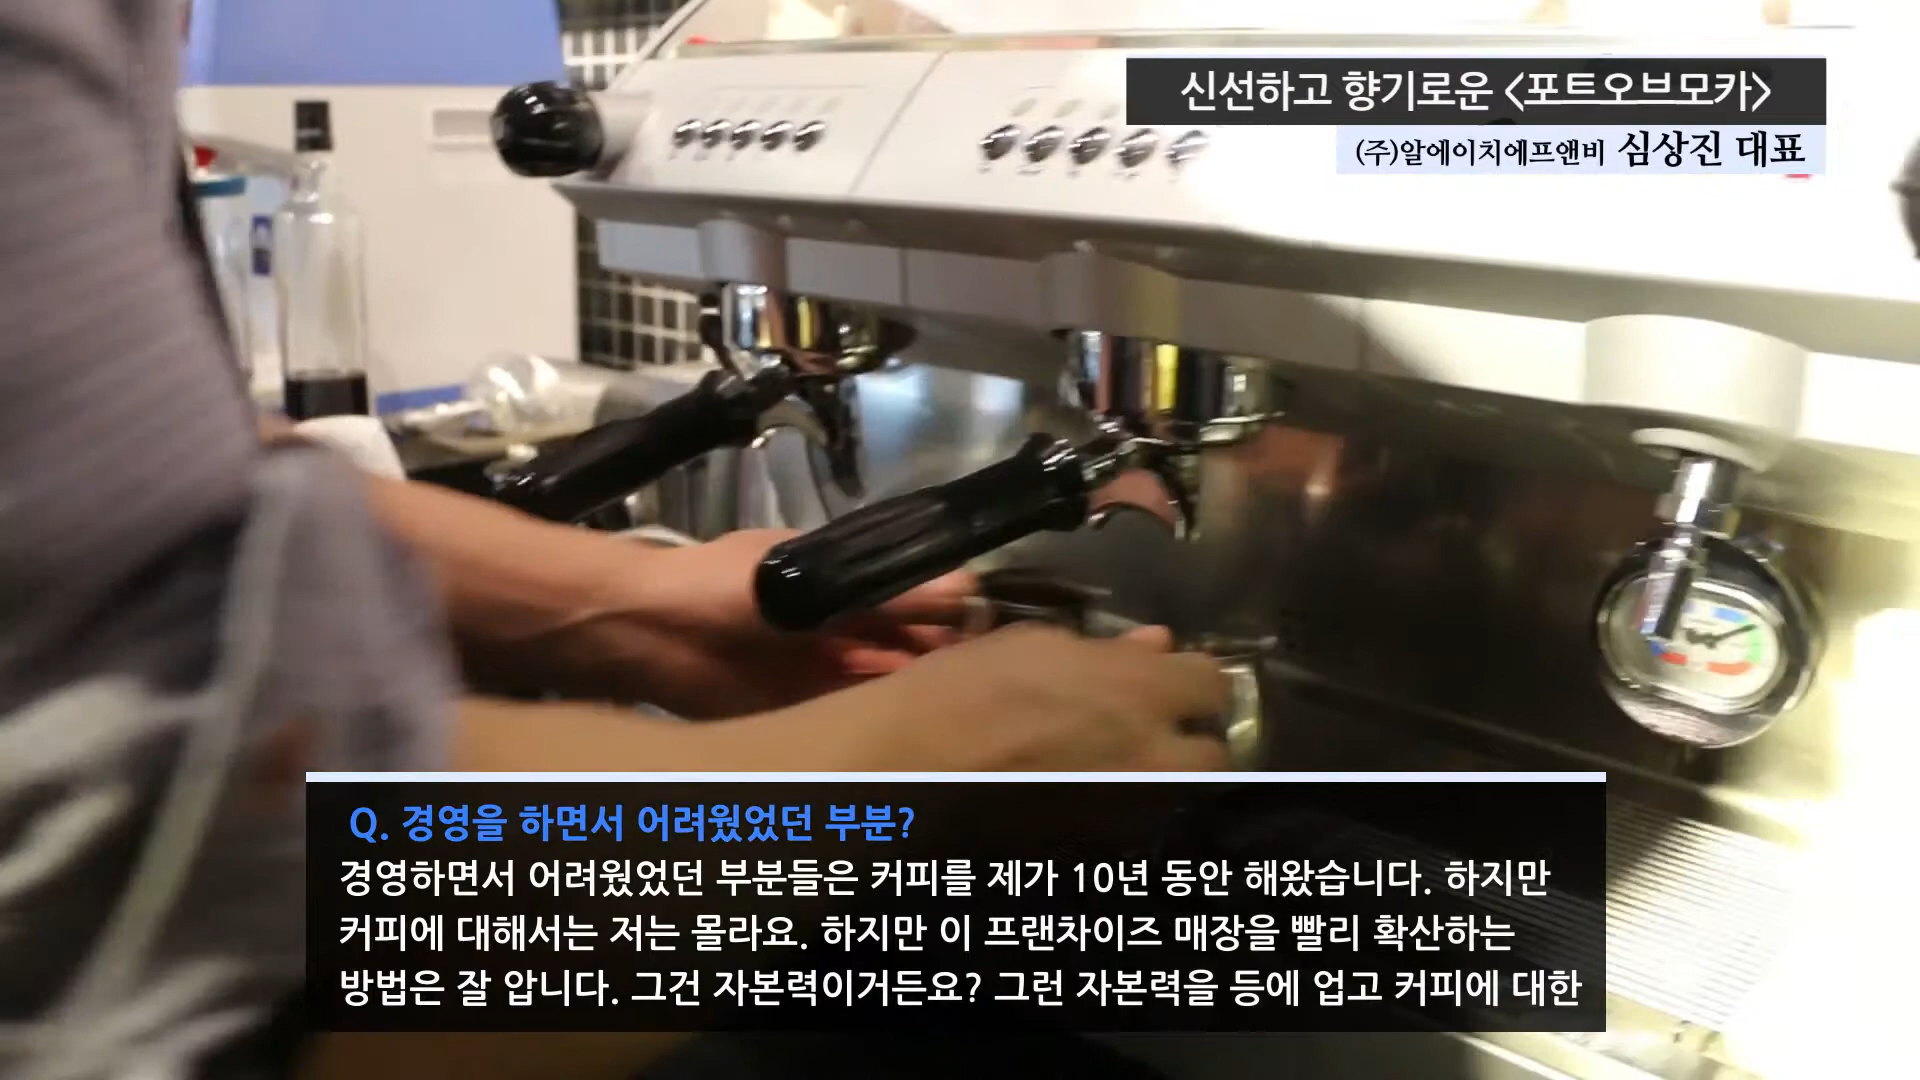 신선하고 향기로운 <포트오브모카>
(주)알에이치에프앤비 심상진 대표
Q. 경영을 하면서 어려웠었던 부분?
경영하면서 어려웠었던 부분들은 커피를 제가 10년 동안 해왔습니다. 하지만
커피에 대해서는 저는 몰라요. 하지만 이 프랜차이즈 매장을 빨리 확산하는
방법은 잘 압니다. 그건 자본력이거든요? 그런 자본력을 등에 업고 커피에 대한